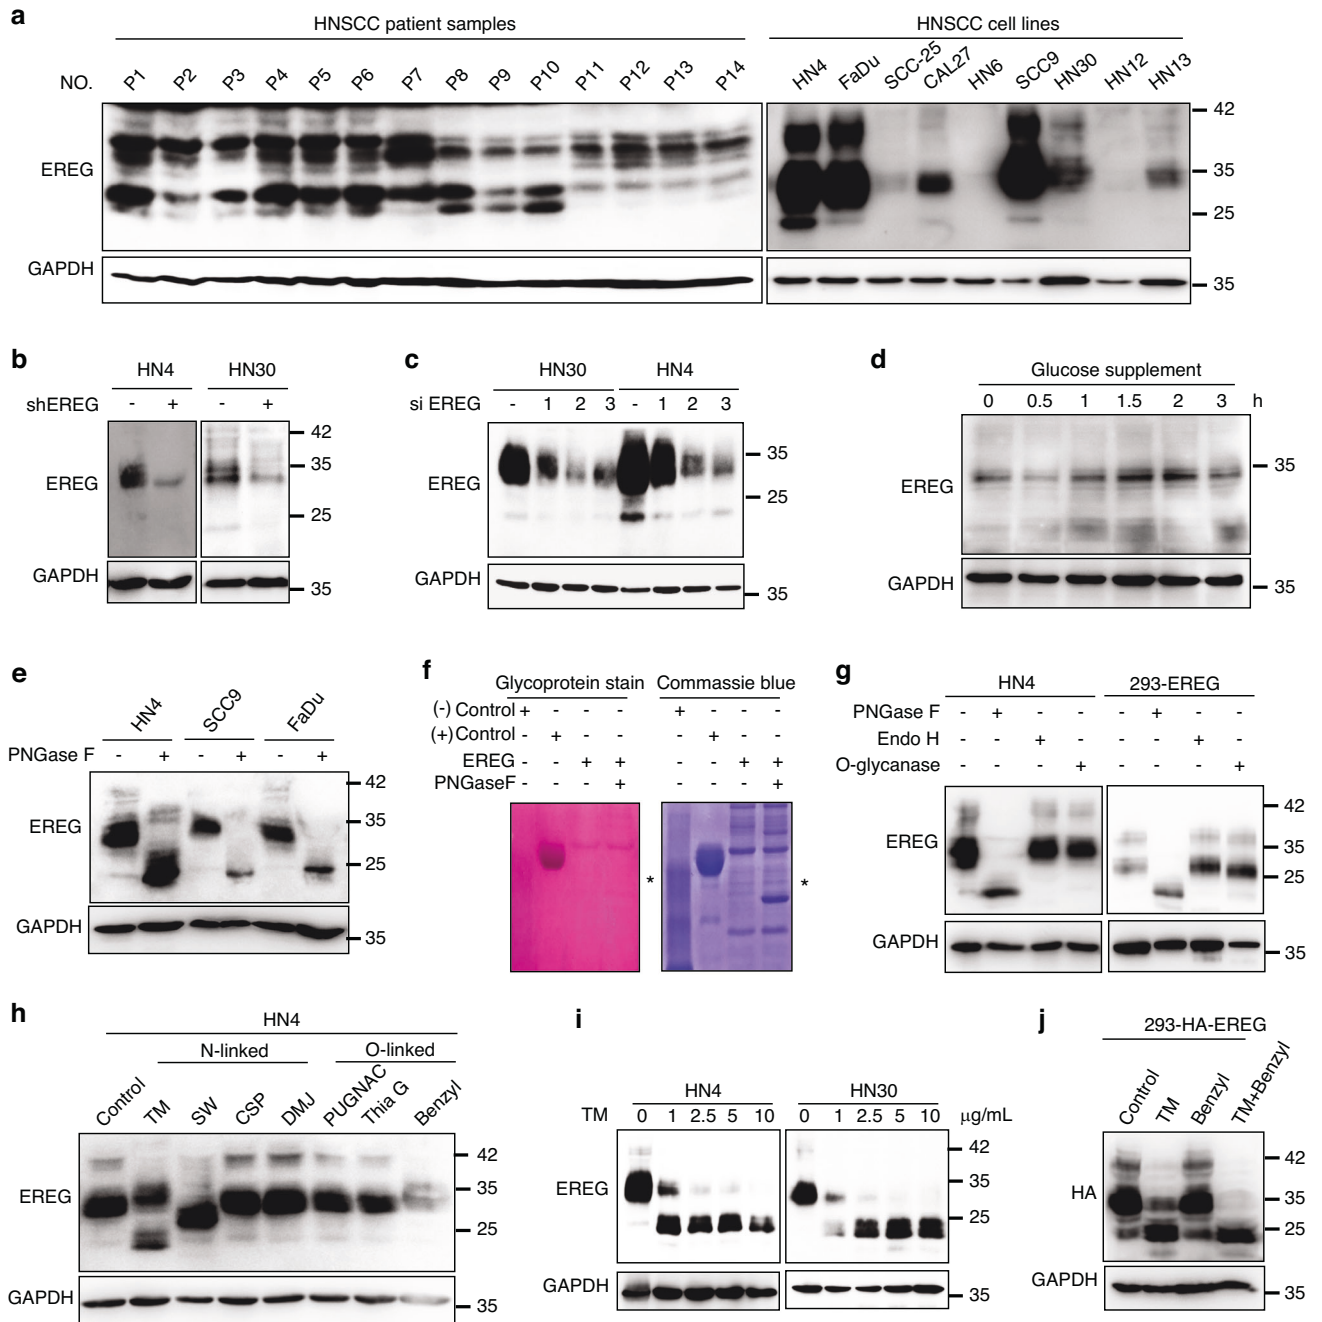 a
HNSCC patient samples
HNSCC cell lines
NO. P1 P2 P3 P4 P5 P6 P7 P8 P9 P10 P11 P12 P13 P14
HN4 FaDu SCC-25 CAL27 HN6 SCC9 HN30 HN12 HN13
EREG
42
35
25
GAPDH
35
b
HN4 HN30
shEREG - + - +
EREG
42
35
25
GAPDH
35
c
HN30 HN4
si EREG - 1 2 3 - 1 2 3
EREG
35
25
GAPDH
35
d
Glucose supplement
0 0.5 1 1.5 2 3 h
EREG
35
GAPDH
35
e
HN4 SCC9 FaDu
PNGase F - + - + - +
EREG
42
35
25
GAPDH
35
f
Glycoprotein stain Commassie blue
(-) Control + - - - + - - -
(+) Control - + - - - + - -
EREG - - + + - - + +
PNGaseF - - - + - - - +
* *
g
HN4 293-EREG
PNGase F - + - - - + - -
Endo H - - + - - - + -
O-glycanase - - - + - - - +
EREG
42
35
25
GAPDH
35
h
HN4
N-linked O-linked
Control TM SW CSP DMJ PUGNAC Thia G Benzyl
EREG
42
35
25
GAPDH
35
i
HN4 HN30
TM 0 1 2.5 5 10 0 1 2.5 5 10 µg/mL
EREG
42
35
25
GAPDH
35
j
293-HA-EREG
Control TM Benzyl TM+Benzyl
HA
42
35
25
GAPDH
35